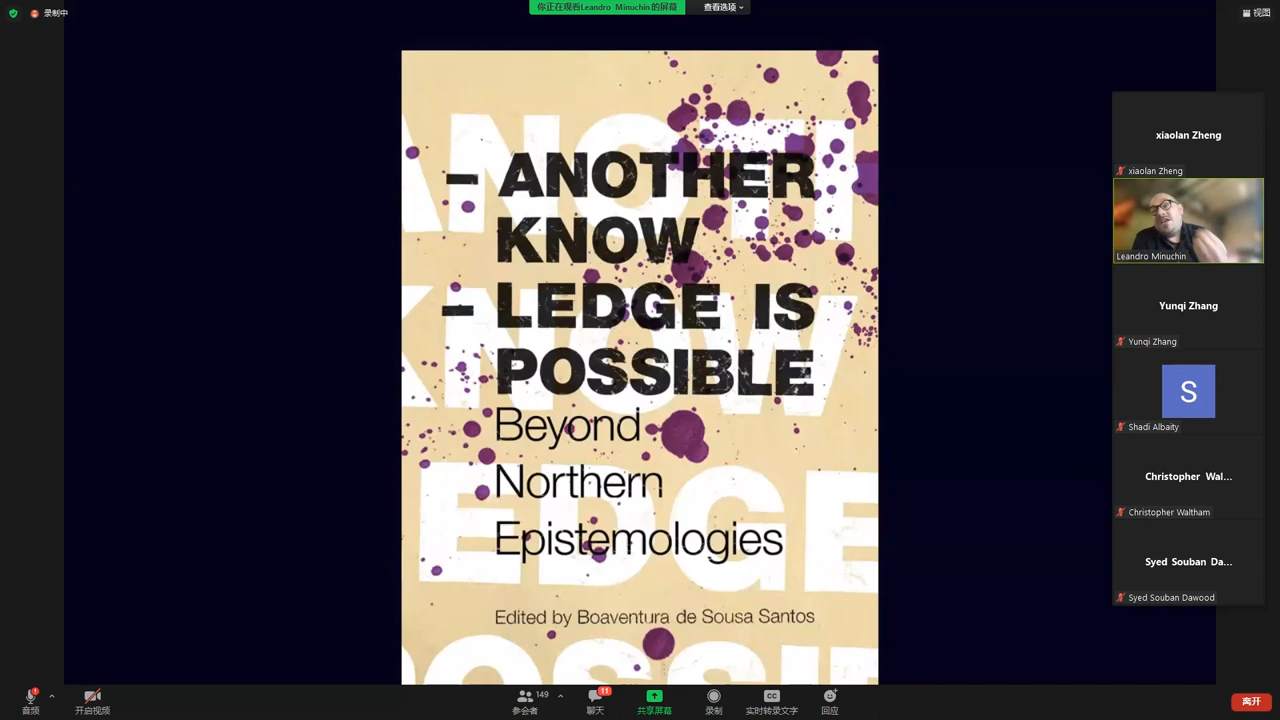 录制中
你正在观看Leandro Minuchin的屏幕
查看选项
视图
– ANOTHER
KNOW
– LEDGE IS
POSSIBLE
Beyond
Northern
Epistemologies
Edited by Boaventura de Sousa Santos
ANOTH
KNOW
EDGE
POSSIB
xiaolan Zheng
xiaolan Zheng
Leandro Minuchin
Yunqi Zhang
Yunqi Zhang
S
Shadi Albaity
Christopher Wal...
Christopher Waltham
Syed Souban Da...
Syed Souban Dawood
音频
开启视频
149
参会者
11
聊天
共享屏幕
录制
CC
实时转录文字
回应
离开